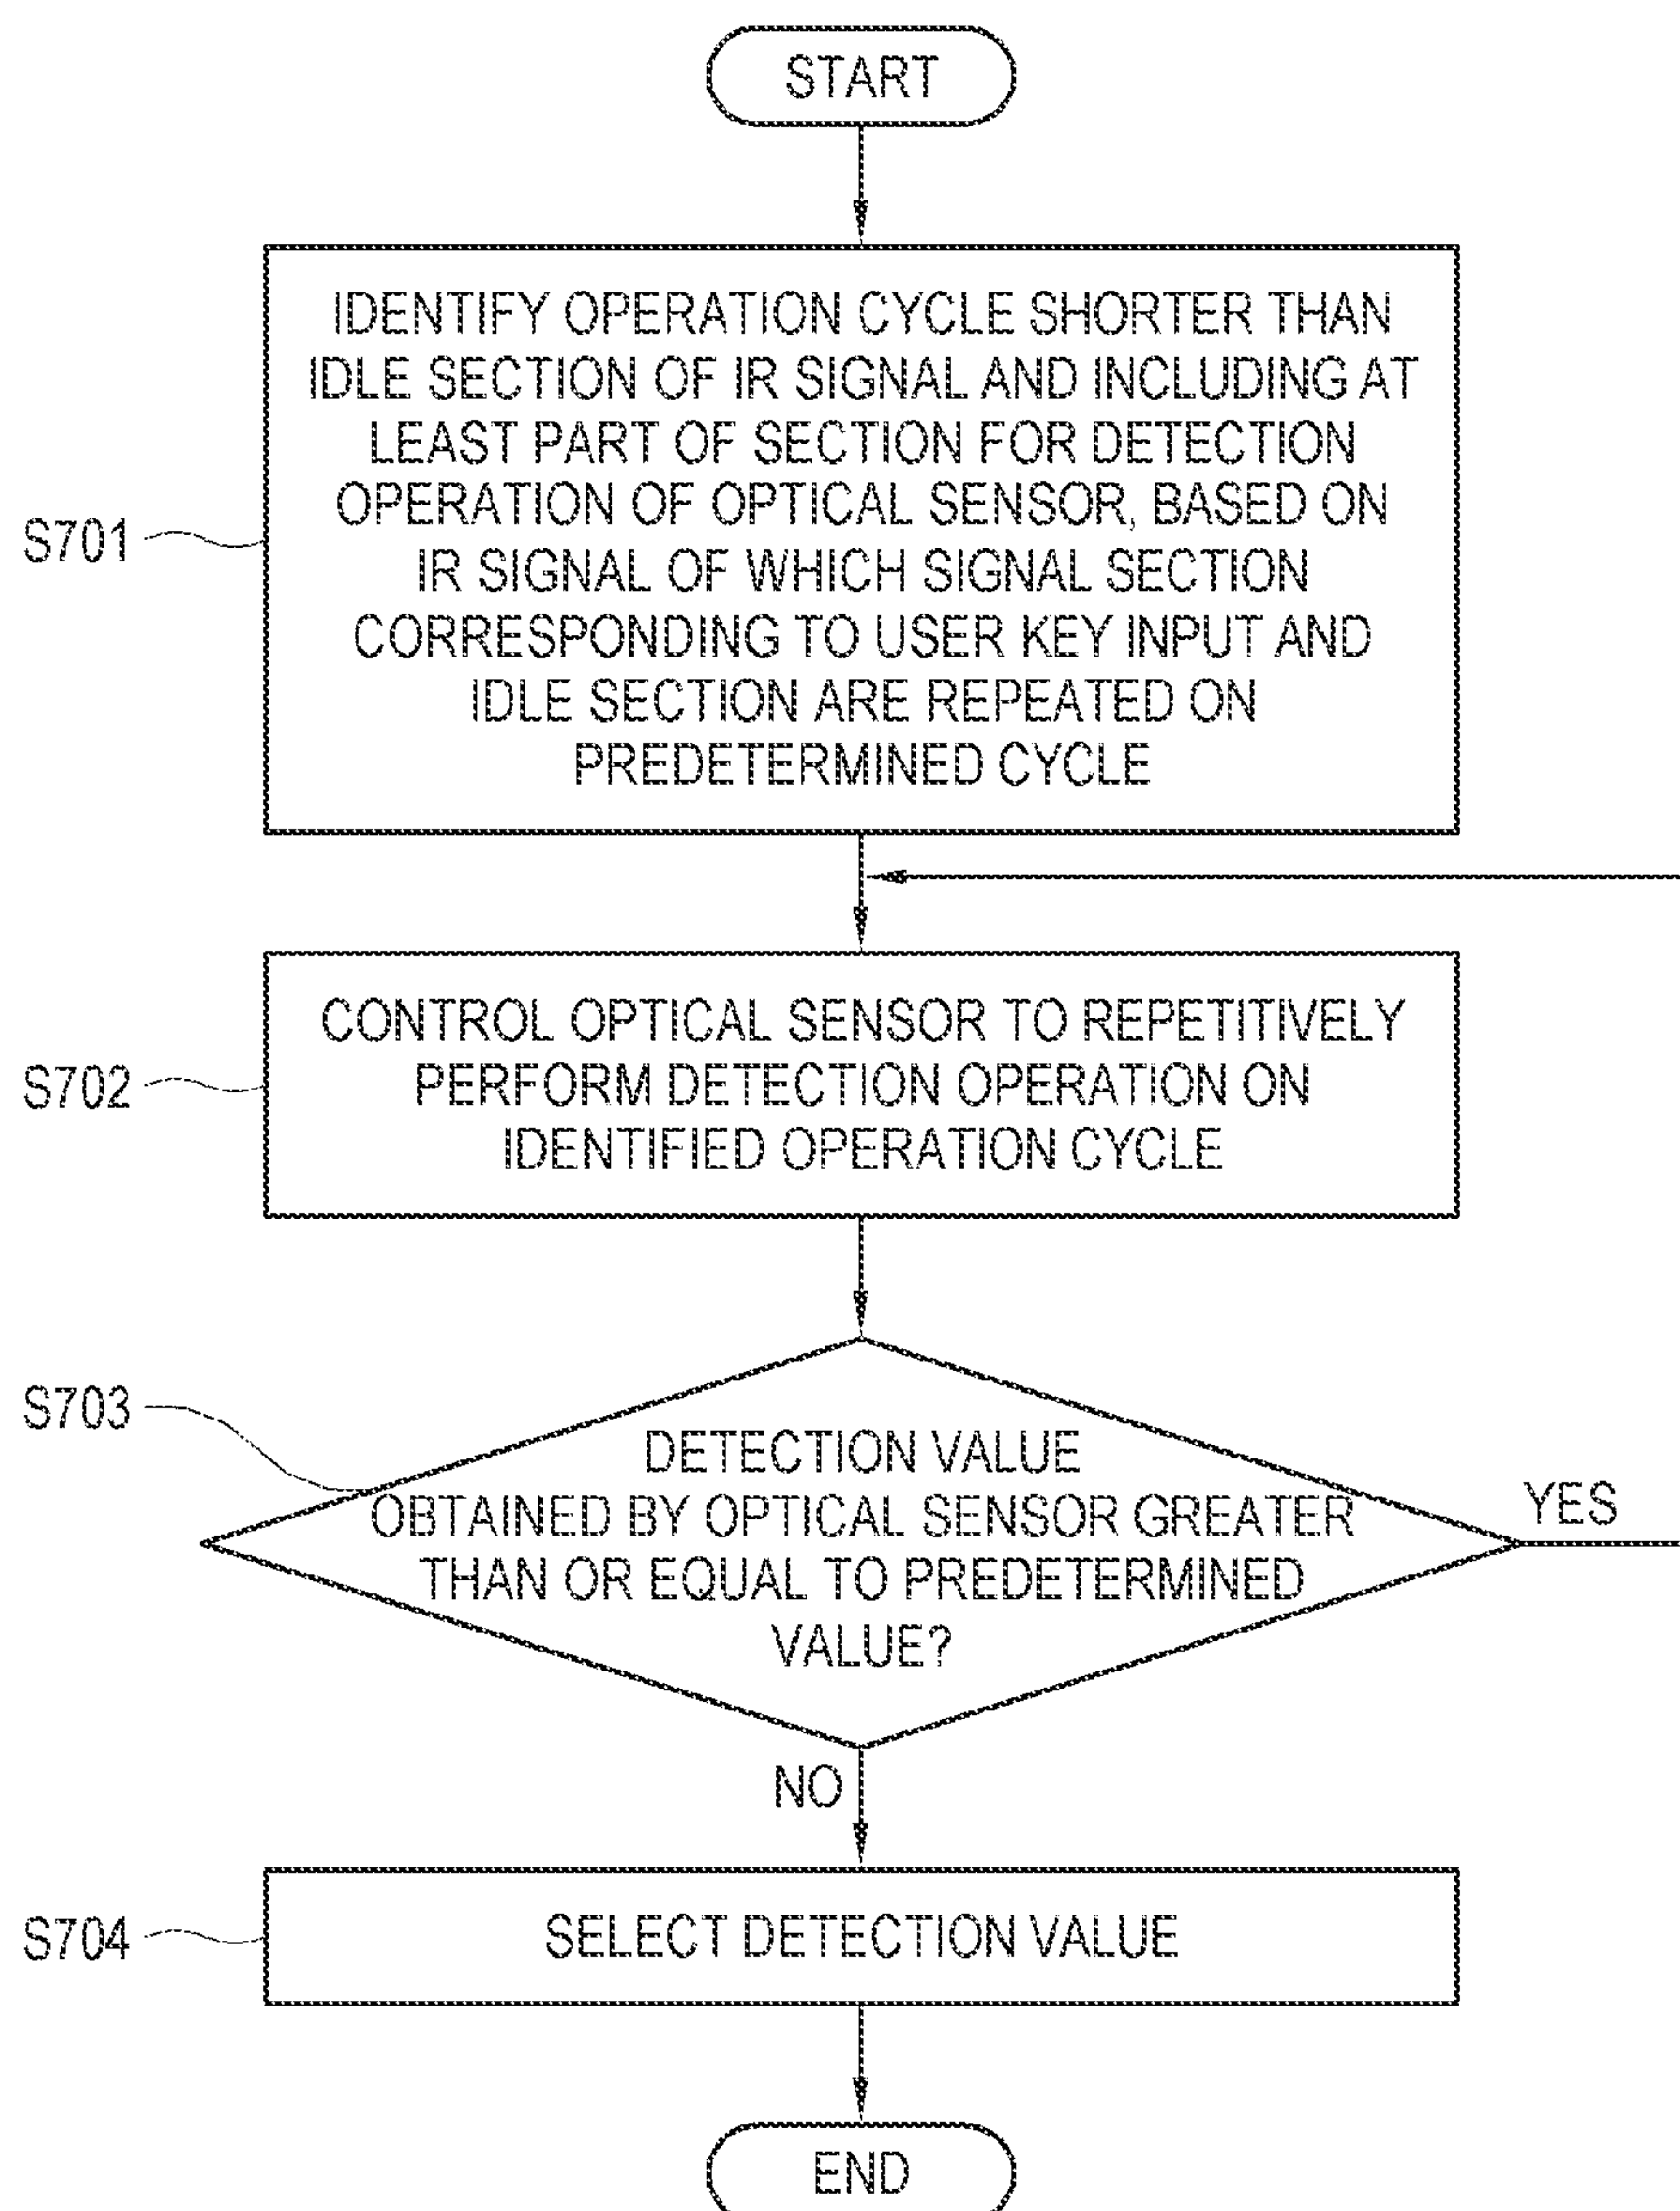 START
IDENTIFY OPERATION CYCLE SHORTER THAN
IDLE SECTION OF IR SIGNAL AND INCLUDING AT
LEAST PART OF SECTION FOR DETECTION
OPERATION OF OPTICAL SENSOR, BASED ON
IR SIGNAL OF WHICH SIGNAL SECTION
CORRESPONDING TO USER KEY INPUT AND
IDLE SECTION ARE REPEATED ON
PREDETERMINED CYCLE
S701
CONTROL OPTICAL SENSOR TO REPETITIVELY
PERFORM DETECTION OPERATION ON
IDENTIFIED OPERATION CYCLE
S702
S703
DETECTION VALUE
OBTAINED BY OPTICAL SENSOR GREATER
THAN OR EQUAL TO PREDETERMINED
VALUE?
YES
NO
S704
SELECT DETECTION VALUE
END